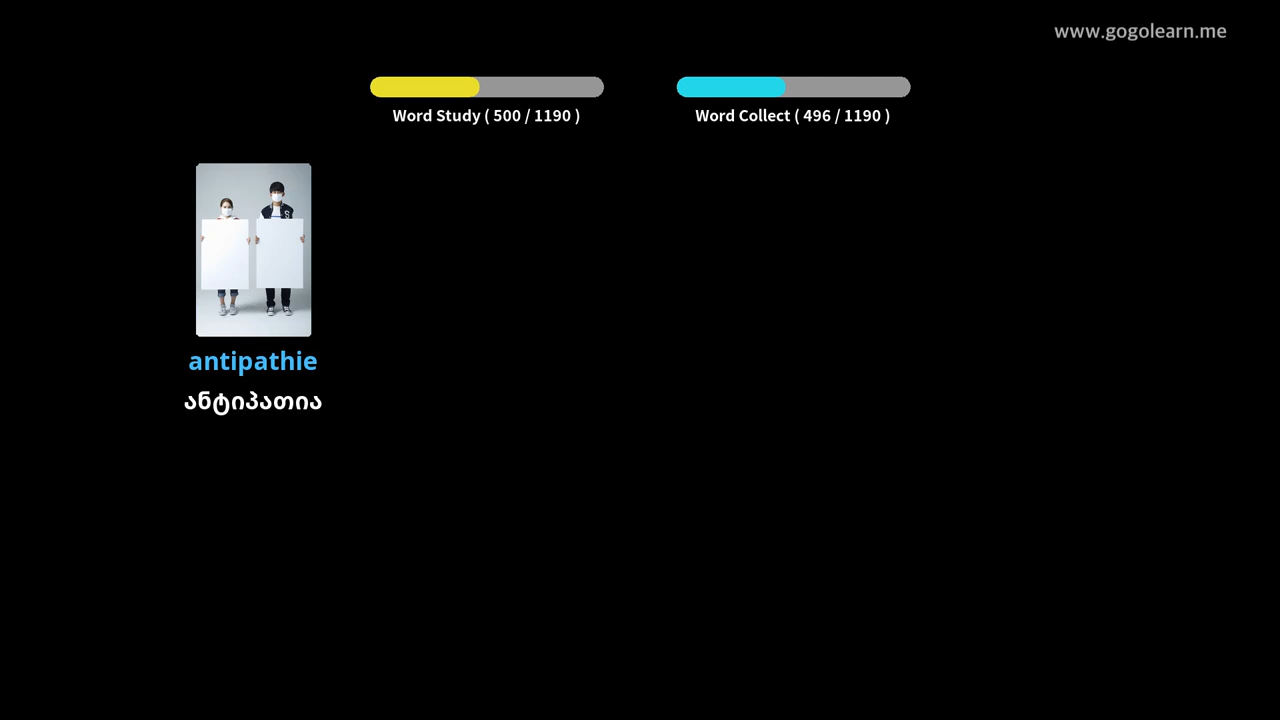 www.gogolearn.me
Word Study ( 500 / 1190 )
Word Collect ( 496 / 1190 )
antipathie
ანტიპათია